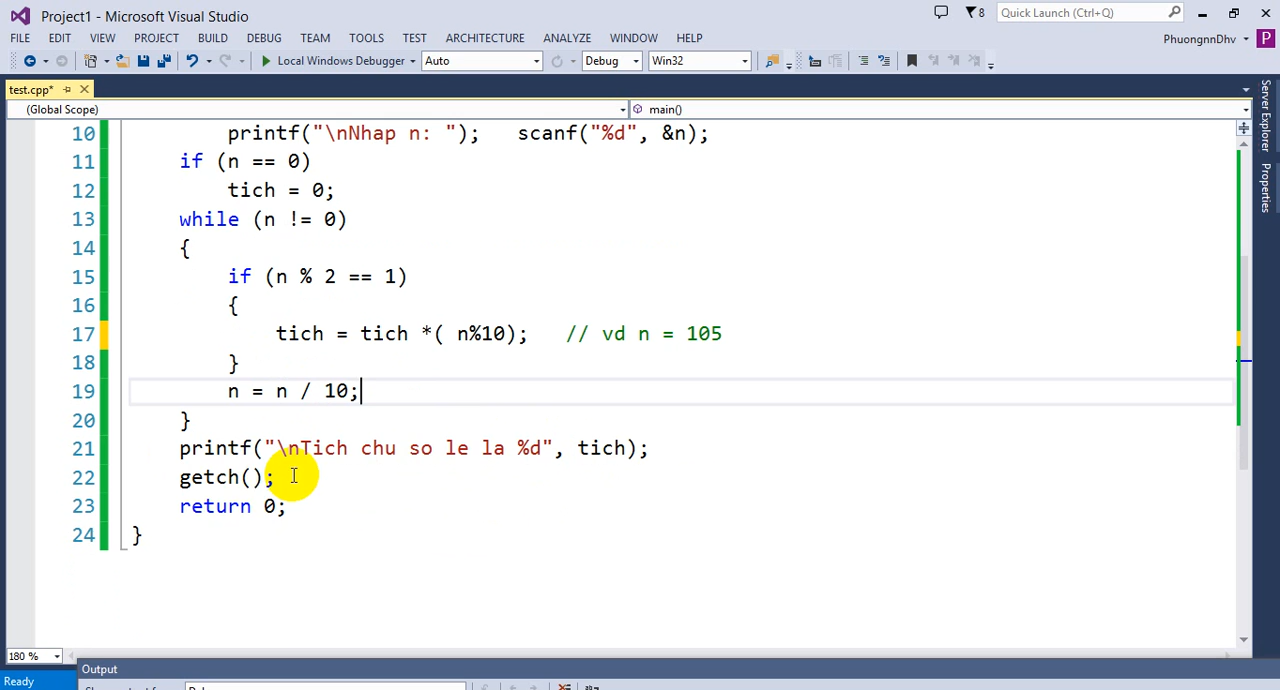 Project1 - Microsoft Visual Studio
8
Quick Launch (Ctrl+Q)
FILE EDIT VIEW PROJECT BUILD DEBUG TEAM TOOLS TEST ARCHITECTURE ANALYZE WINDOW HELP
PhuongnnDhv P
Local Windows Debugger Auto Debug Win32
test.cpp*
(Global Scope) main()
10 printf("\nNhap n: "); scanf("%d", &n);
11 if (n == 0)
12 tich = 0;
13 while (n != 0)
14 {
15 if (n % 2 == 1)
16 {
17 tich = tich *( n%10); // vd n = 105
18 }
19 n = n / 10;
20 }
21 printf("\nTich chu so le la %d", tich);
22 getch();
23 return 0;
24 }
Server Explorer
Properties
180 %
Output
Ready